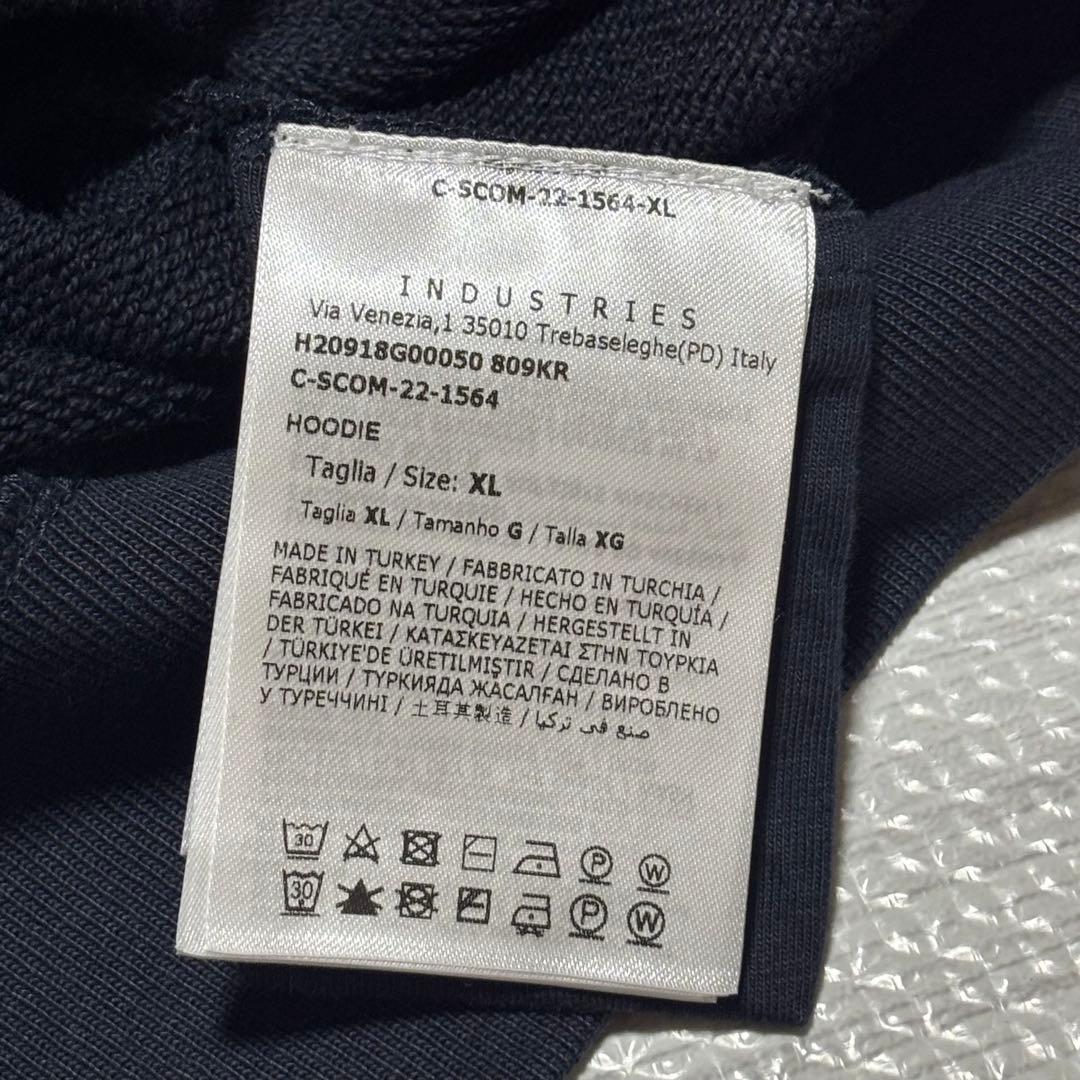 C-SCOM-22-1564-XL
INDUSTRIES
Via Venezia,1 35010 Trebaseleghe(PD) Italy
H20918G00050 809KR
C-SCOM-22-1564
HOODIE
Taglia / Size: XL
Taglia XL / Tamanho G / Talla XG
MADE IN TURKEY / FABBRICATO IN TURCHIA /
FABRIQUÉ EN TURQUIE / HECHO EN TURQUÍA /
FABRICADO NA TURQUIA / HERGESTELLT IN
DER TÜRKEI / ΚΑΤΑΣΚΕΥΑΖΕΤΑΙ ΣΤΗΝ ΤΟΥΡΚΙΑ
/ TÜRKIYE'DE ÜRETILMIŞTIR / СДЕЛАНО В
ТУРЦИИ / ТҮРКИЯДА ЖАСАЛҒАН / ВИРОБЛЕНО
У ТУРЕЧЧИНІ / 土耳其製造 / صنع في تركيا
30 P W
30 P W